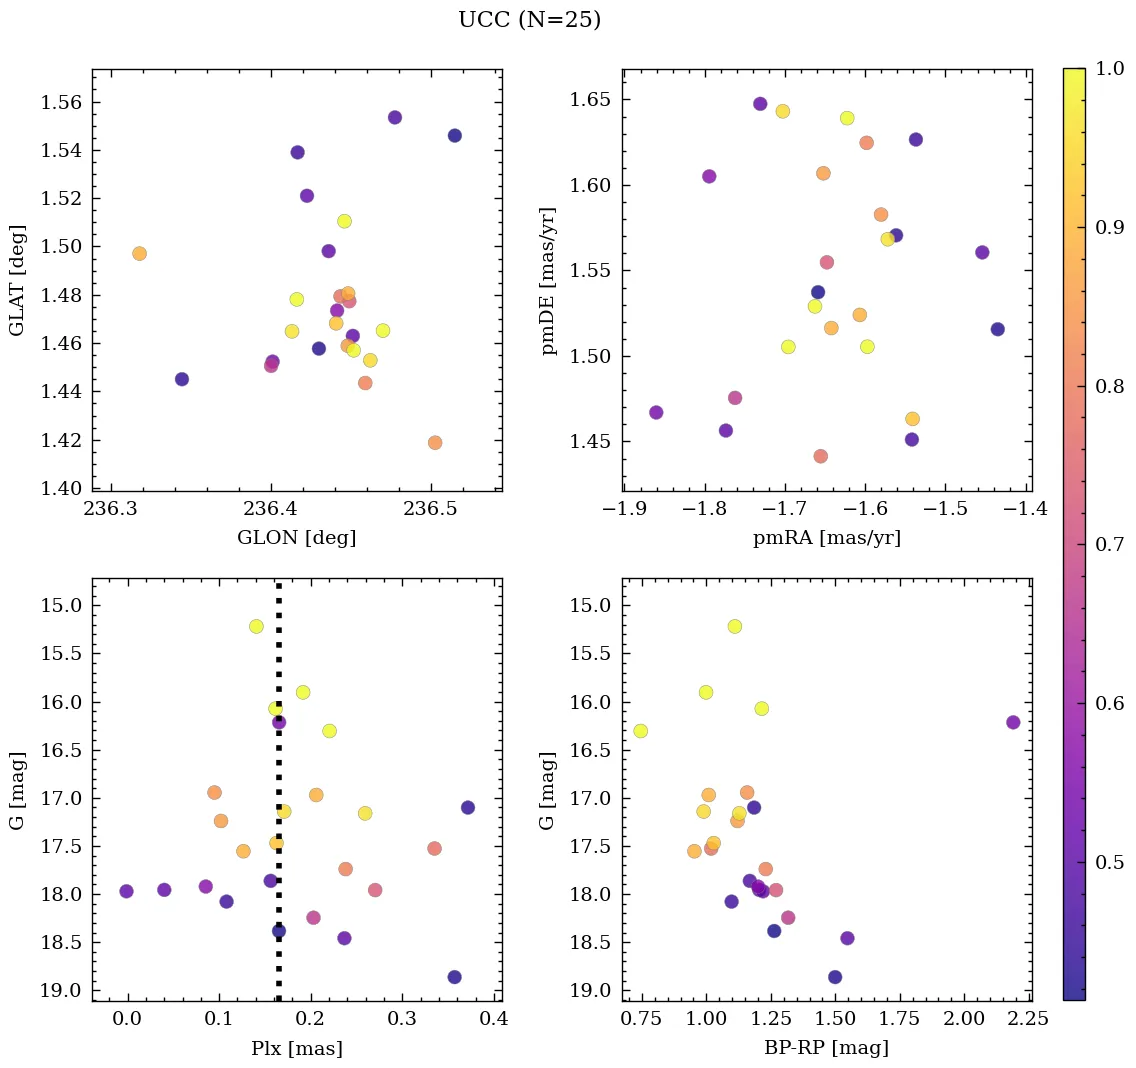 UCC (N=25)
1.56
1.54
1.52
1.50
1.48
1.46
1.44
1.42
1.40
GLAT [deg]
236.3 236.4 236.5
GLON [deg]
1.65
1.60
1.55
1.50
1.45
pmDE [mas/yr]
−1.9 −1.8 −1.7 −1.6 −1.5 −1.4
pmRA [mas/yr]
15.0
15.5
16.0
16.5
17.0
17.5
18.0
18.5
19.0
G [mag]
0.0 0.1 0.2 0.3 0.4
Plx [mas]
15.0
15.5
16.0
16.5
17.0
17.5
18.0
18.5
19.0
G [mag]
0.75 1.00 1.25 1.50 1.75 2.00 2.25
BP-RP [mag]
1.0
0.9
0.8
0.7
0.6
0.5